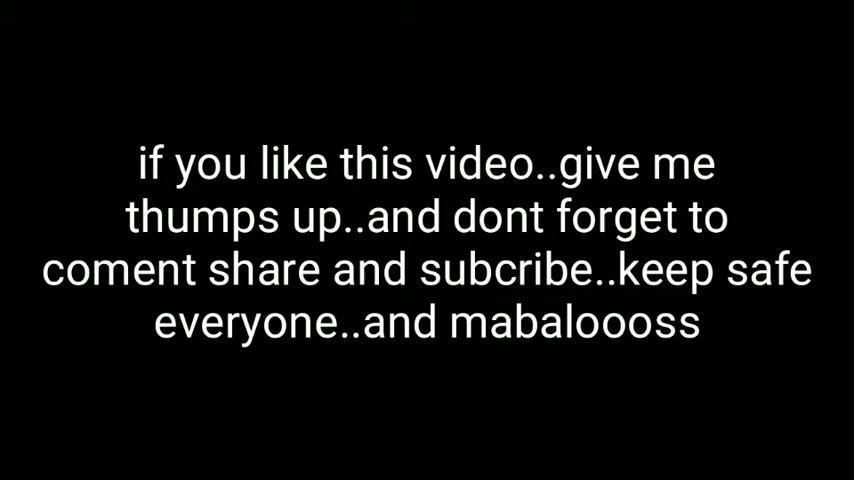 if you like this video..give me
thumps up..and dont forget to
coment share and subcribe..keep safe
everyone..and mabaloooss